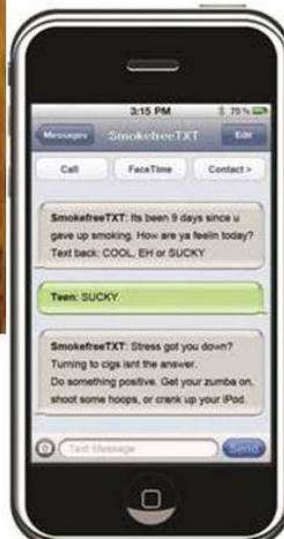 3:15 PM
Messages
SmokefreeTXT
Edit
Call
FaceTime
Contact >
SmokefreeTXT: Its been 9 days since u
gave up smoking. How are ya feelin today?
Text back: COOL, EH or SUCKY
Teen: SUCKY
SmokefreeTXT: Stress got you down?
Turning to cigs isnt the answer.
Do something positive. Get your zumba on,
shoot some hoops, or crank up your iPod.
Text Message
Send